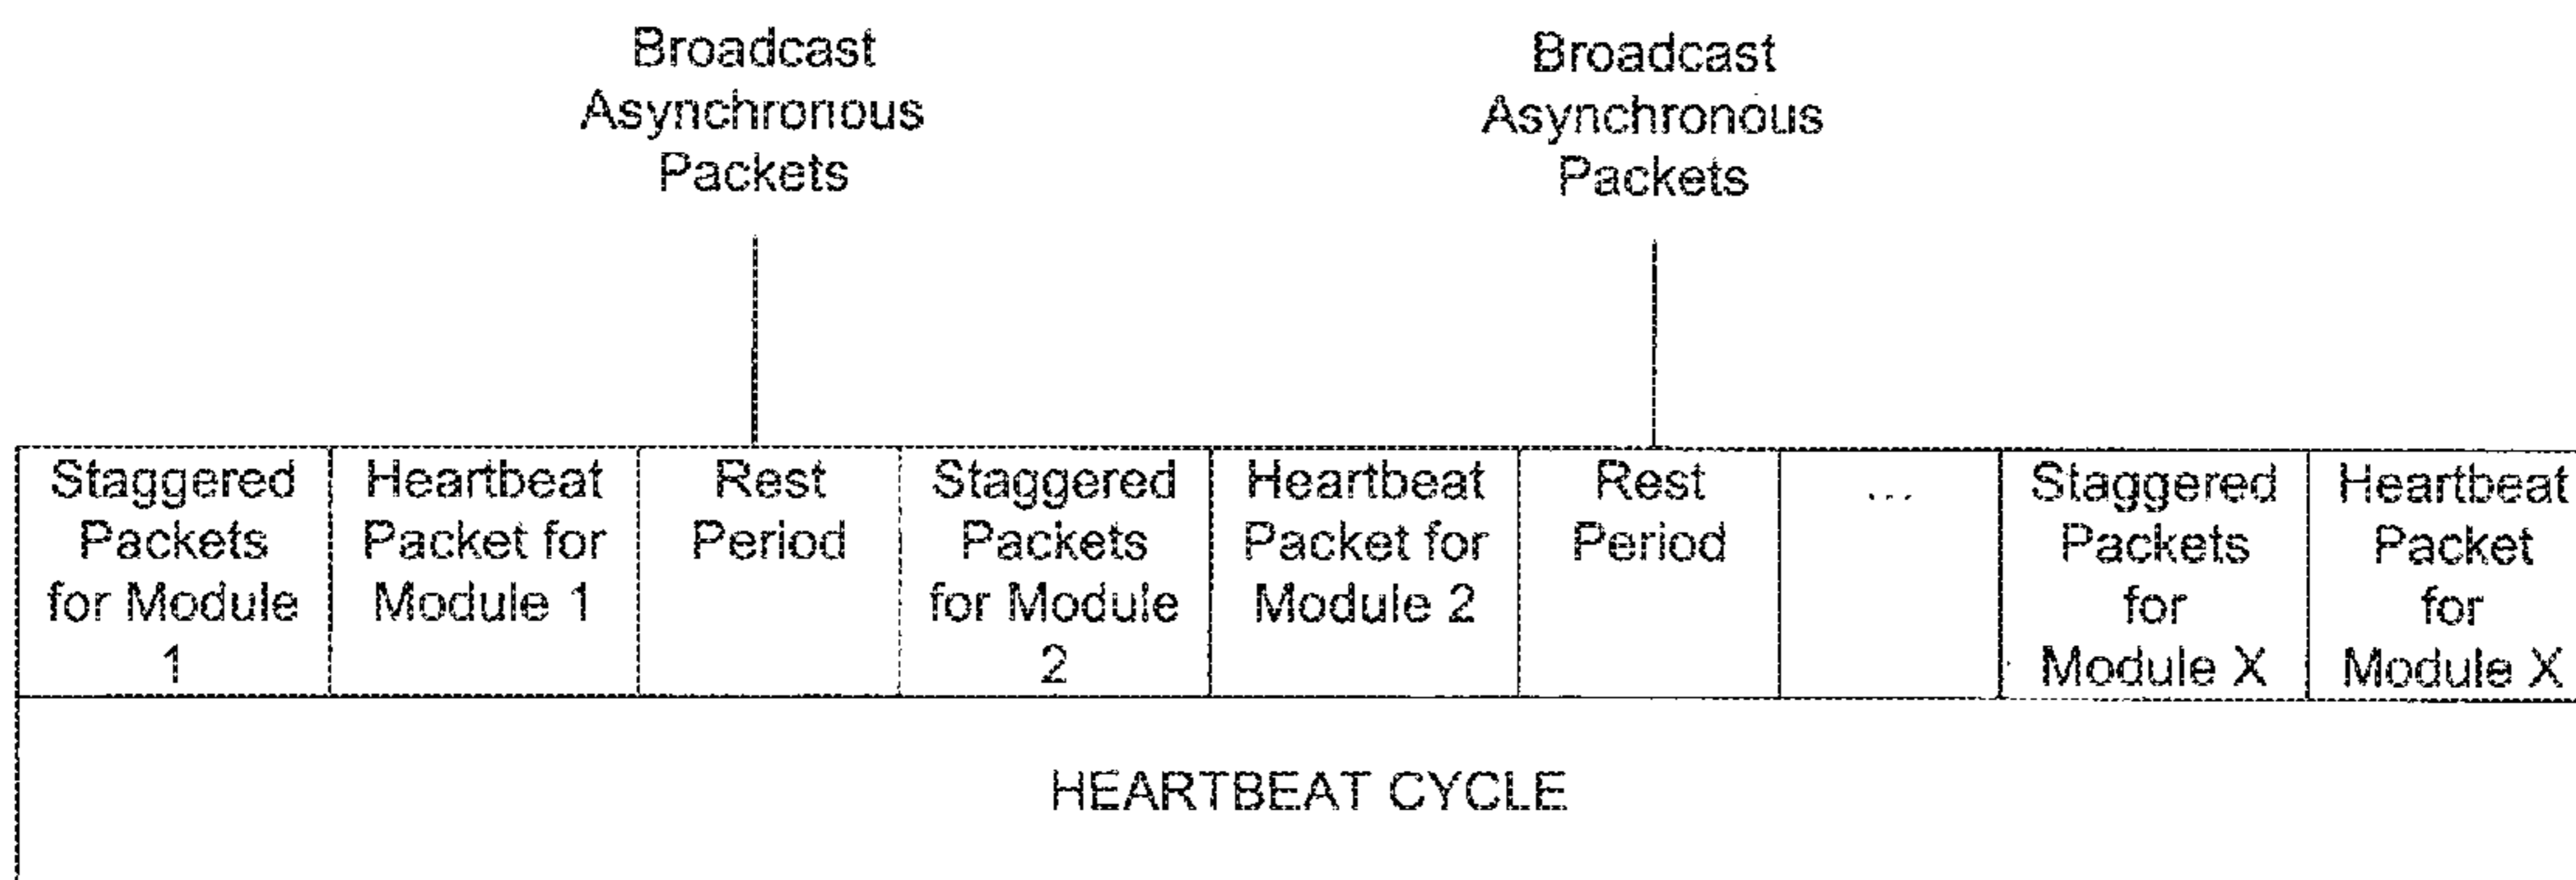 Broadcast
Asynchronous
Packets
Broadcast
Asynchronous
Packets
Staggered
Packets
for Module
1
Heartbeat
Packet for
Module 1
Rest
Period
Staggered
Packets
for Module
2
Heartbeat
Packet for
Module 2
Rest
Period
...
Staggered
Packets
for
Module X
Heartbeat
Packet
for
Module X
HEARTBEAT CYCLE